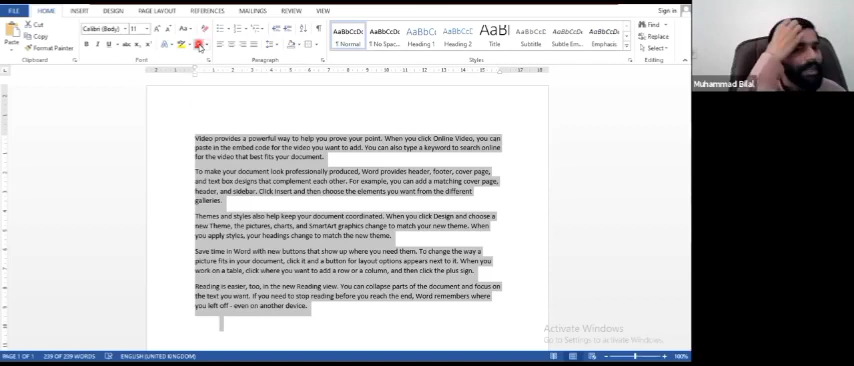 FILE HOME INSERT DESIGN PAGE LAYOUT REFERENCES MAILINGS REVIEW VIEW Sign in
Paste
Cut
Copy
Format Painter
Calibri (Body) 11
AaBbCcDc AaBbCcDc AaBbCc AaBbCcC AaBl AaBbCcD AaBbCcDc AaBbCcDc
¶ Normal ¶ No Spac... Heading 1 Heading 2 Title Subtitle Subtle Em... Emphasis
Find
Replace
Select
Clipboard Font Paragraph Styles Editing
Muhammad Bilal
Video provides a powerful way to help you prove your point. When you click Online Video, you can
paste in the embed code for the video you want to add. You can also type a keyword to search online
for the video that best fits your document.
To make your document look professionally produced, Word provides header, footer, cover page,
and text box designs that complement each other. For example, you can add a matching cover page,
header, and sidebar. Click Insert and then choose the elements you want from the different
galleries.
Themes and styles also help keep your document coordinated. When you click Design and choose a
new Theme, the pictures, charts, and SmartArt graphics change to match your new theme. When
you apply styles, your headings change to match the new theme.
Save time in Word with new buttons that show up where you need them. To change the way a
picture fits in your document, click it and a button for layout options appears next to it. When you
work on a table, click where you want to add a row or a column, and then click the plus sign.
Reading is easier, too, in the new Reading view. You can collapse parts of the document and focus on
the text you want. If you need to stop reading before you reach the end, Word remembers where
you left off - even on another device.
Activate Windows
Go to Settings to activate Windows.
PAGE 1 OF 1 239 OF 239 WORDS ENGLISH (UNITED KINGDOM) 100%